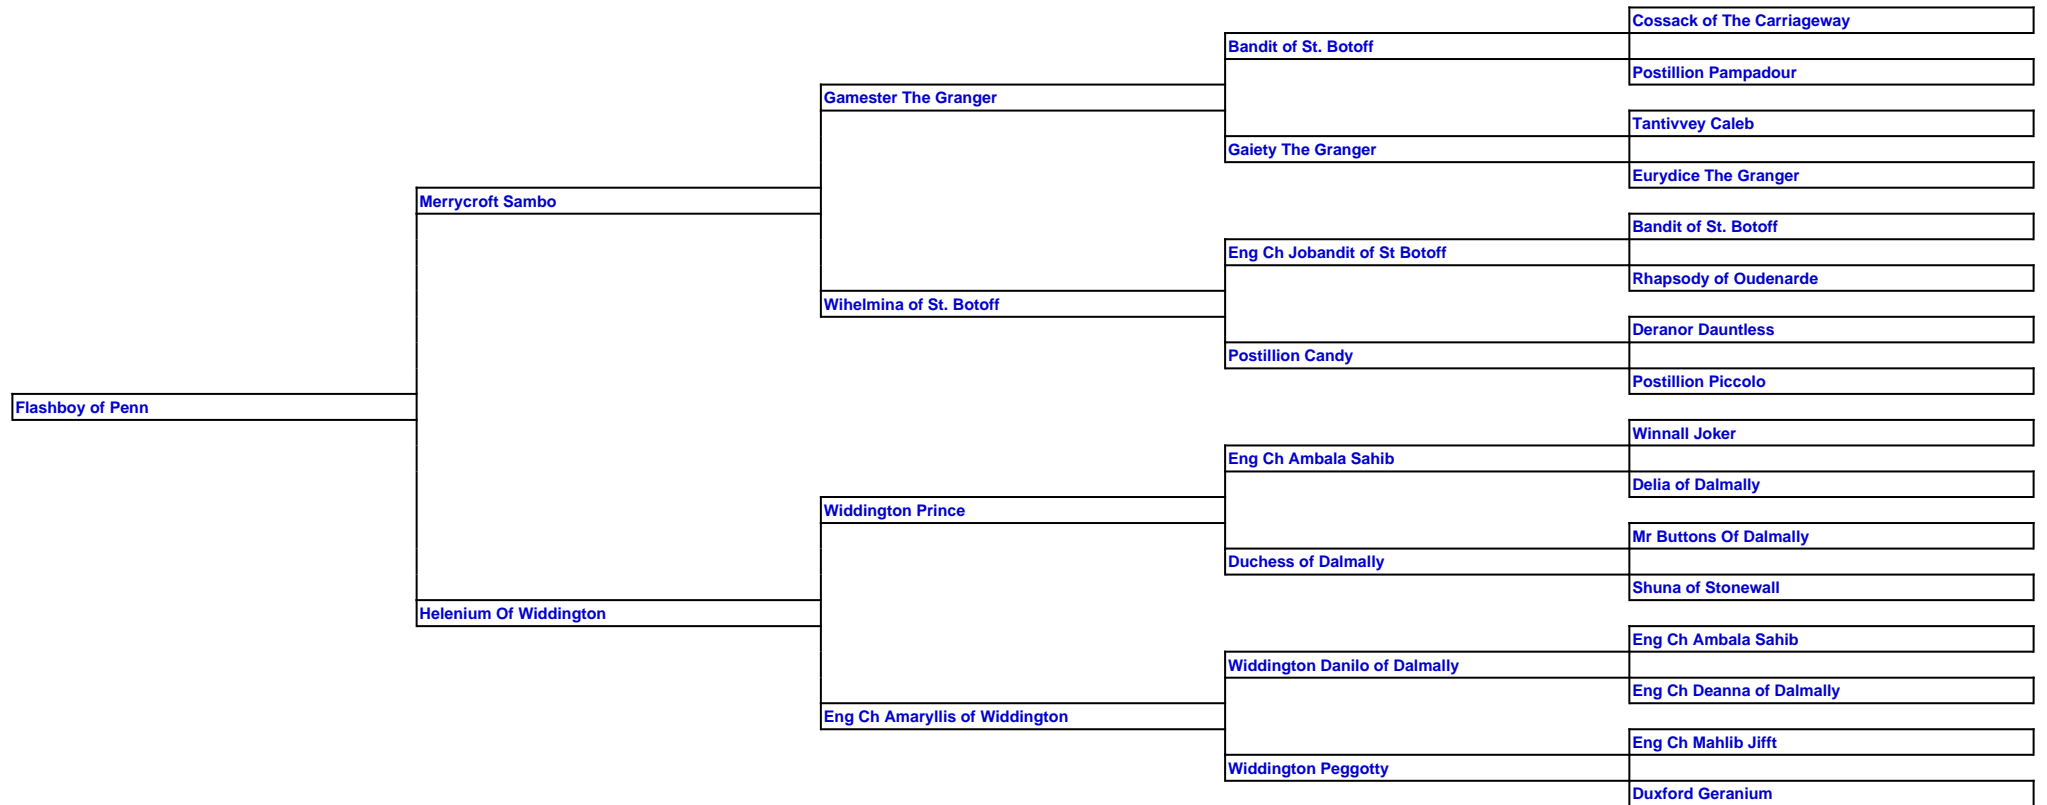 Cossack of The Carriageway
Bandit of St. Botoff
Postillion Pampadour
Gamester The Granger
Tantivvey Caleb
Gaiety The Granger
Eurydice The Granger
Merrycroft Sambo
Bandit of St. Botoff
Eng Ch Jobandit of St Botoff
Rhapsody of Oudenarde
Wihelmina of St. Botoff
Deranor Dauntless
Postillion Candy
Postillion Piccolo
Flashboy of Penn
Winnall Joker
Eng Ch Ambala Sahib
Delia of Dalmally
Widdington Prince
Mr Buttons Of Dalmally
Duchess of Dalmally
Shuna of Stonewall
Helenium Of Widdington
Eng Ch Ambala Sahib
Widdington Danilo of Dalmally
Eng Ch Deanna of Dalmally
Eng Ch Amaryllis of Widdington
Eng Ch Mahlib Jifft
Widdington Peggotty
Duxford Geranium